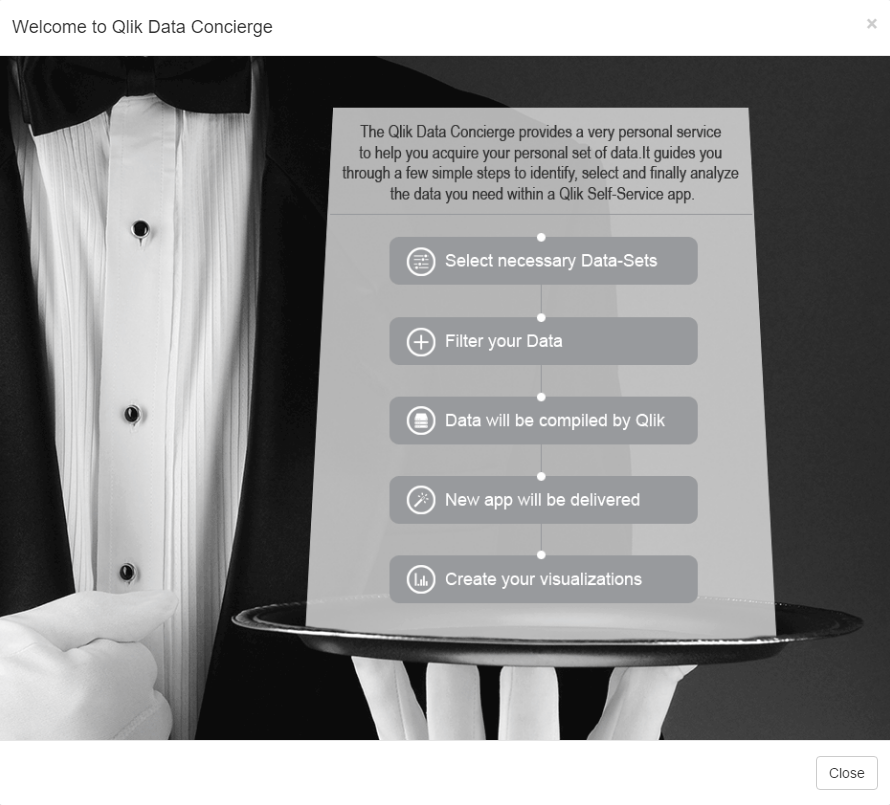 Welcome to Qlik Data Concierge
×
The Qlik Data Concierge provides a very personal service
to help you acquire your personal set of data.It guides you
through a few simple steps to identify, select and finally analyze
the data you need within a Qlik Self-Service app.
Select necessary Data-Sets
Filter your Data
Data will be compiled by Qlik
New app will be delivered
Create your visualizations
Close